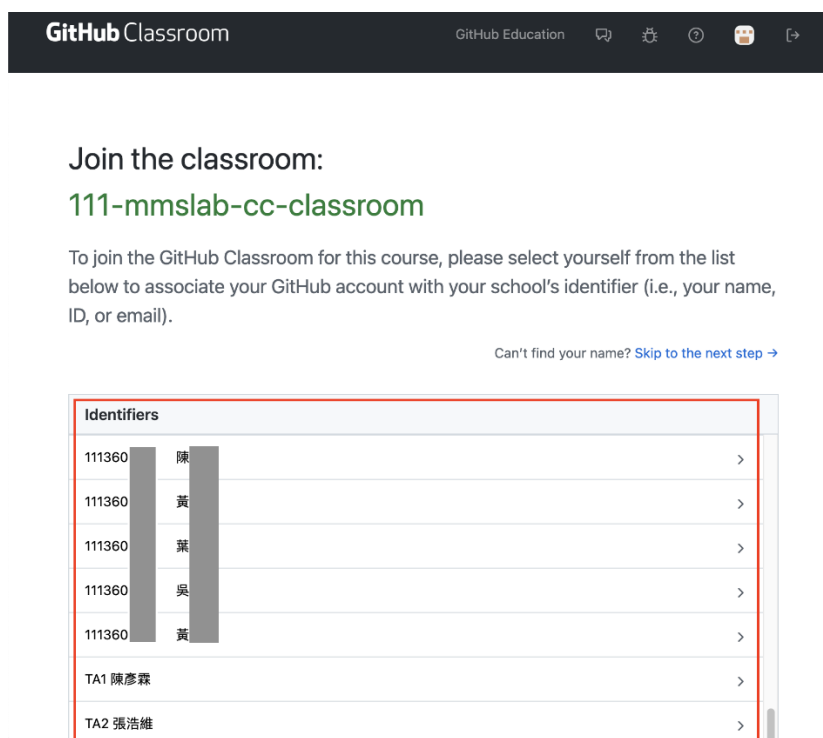 GitHub Classroom GitHub Education
Join the classroom:
111-mmslab-cc-classroom
To join the GitHub Classroom for this course, please select yourself from the list
below to associate your GitHub account with your school's identifier (i.e., your name,
ID, or email).
Can't find your name? Skip to the next step →
Identifiers
111360 陳
111360 黃
111360 葉
111360 吳
111360 黃
TA1 陳彥霖
TA2 張浩維